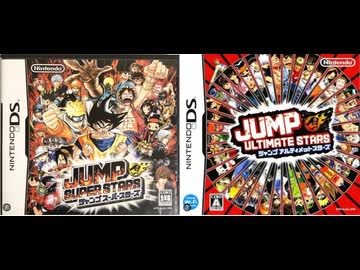 NINTENDO DS
Nintendo
JUMP
SUPER STARS
ジャンプ スーパースターズ
NINTENDO DS
Nintendo
JUMP
ULTIMATE STARS
ジャンプ アルティメットスターズ